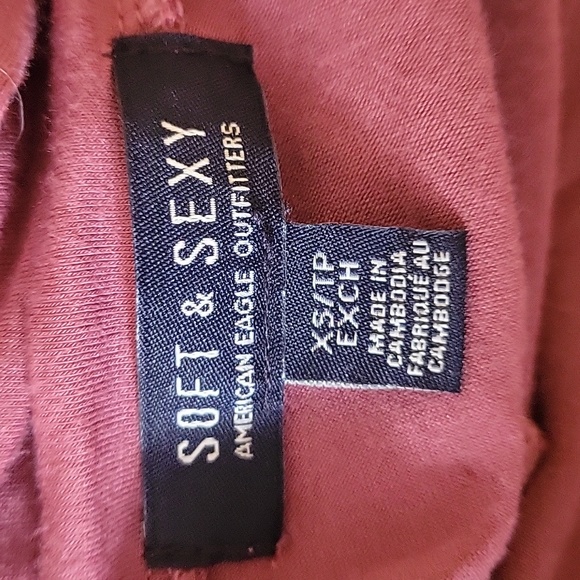 SOFT & SEXY
AMERICAN EAGLE OUTFITTERS
XS/TP
EXCH
MADE IN
CAMBODIA
FABRIQUÉ AU
CAMBODGE